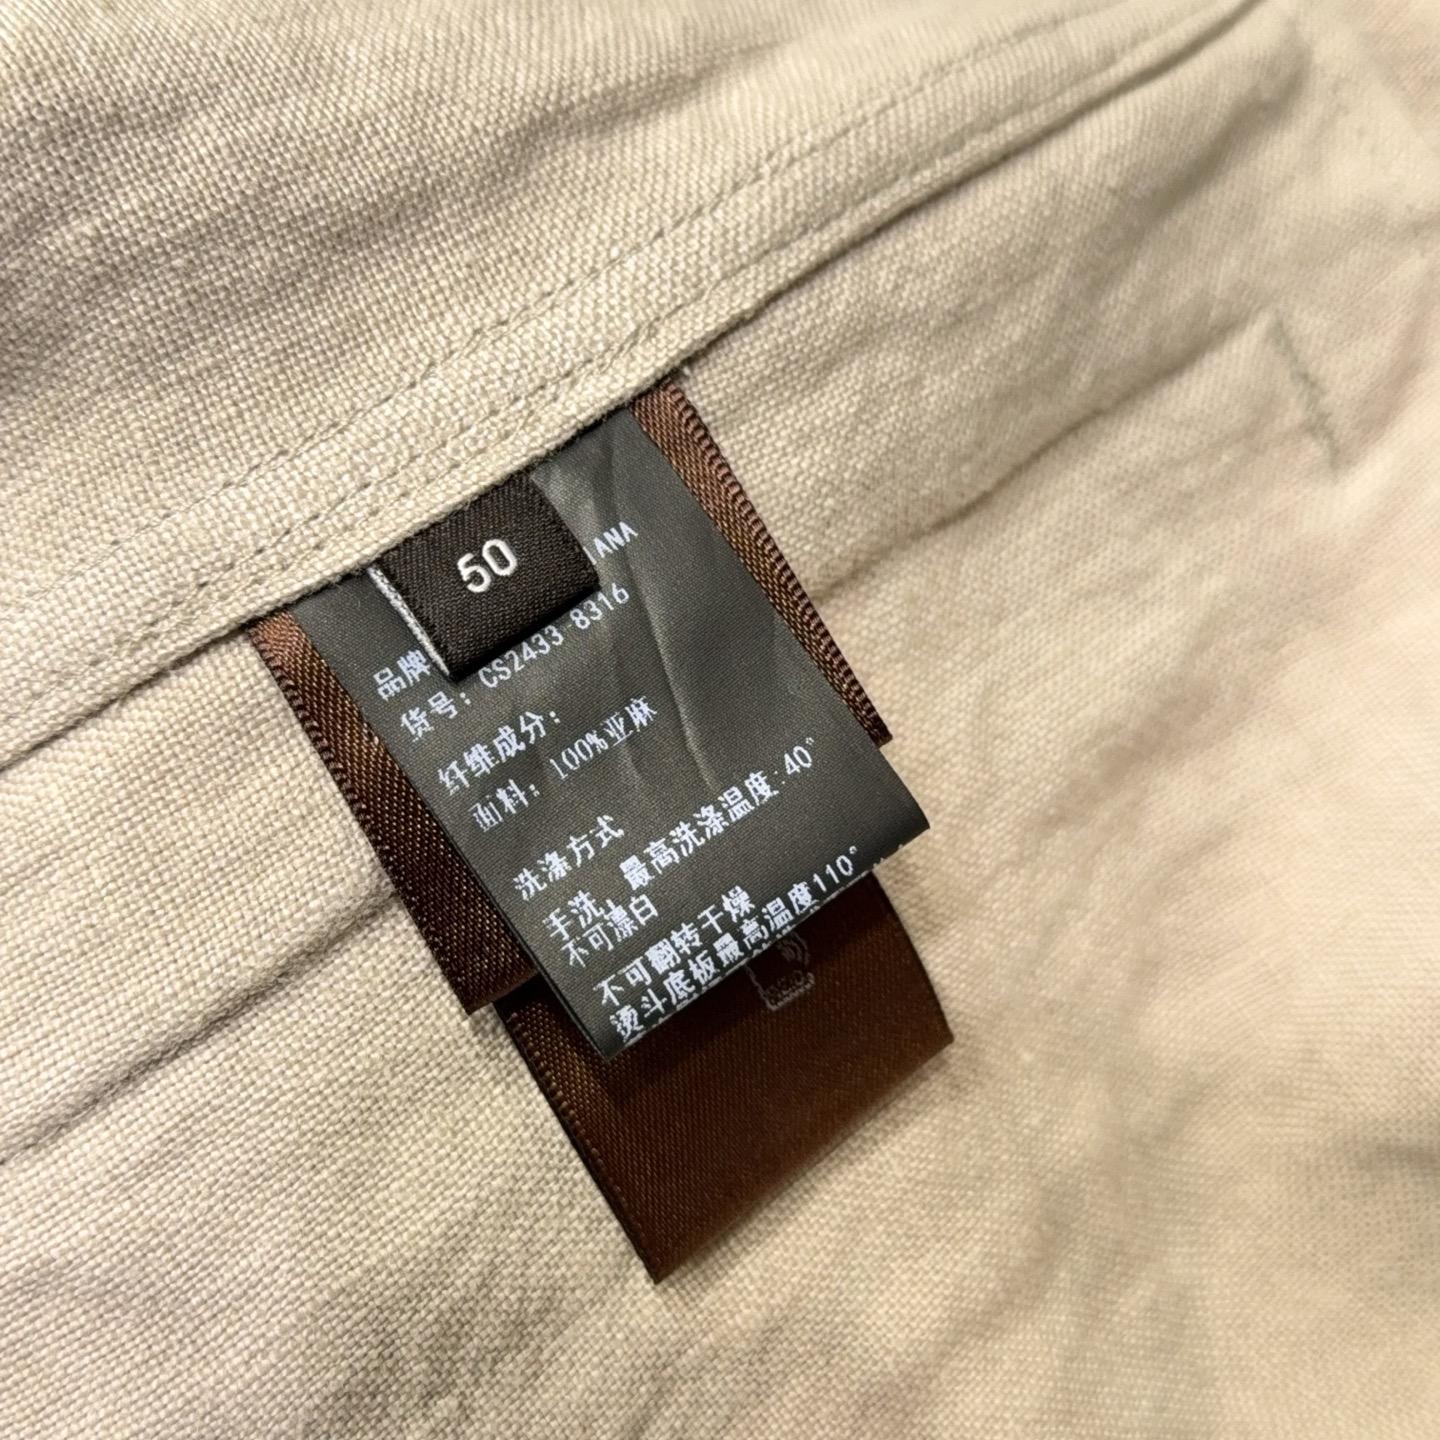 50
品牌
LANA
货号: CS2433-8316
纤维成分:
面料: 100%亚麻
洗涤方式
手洗, 最高洗涤温度:40°
不可漂白
不可翻转干燥
熨斗底板最高温度110°